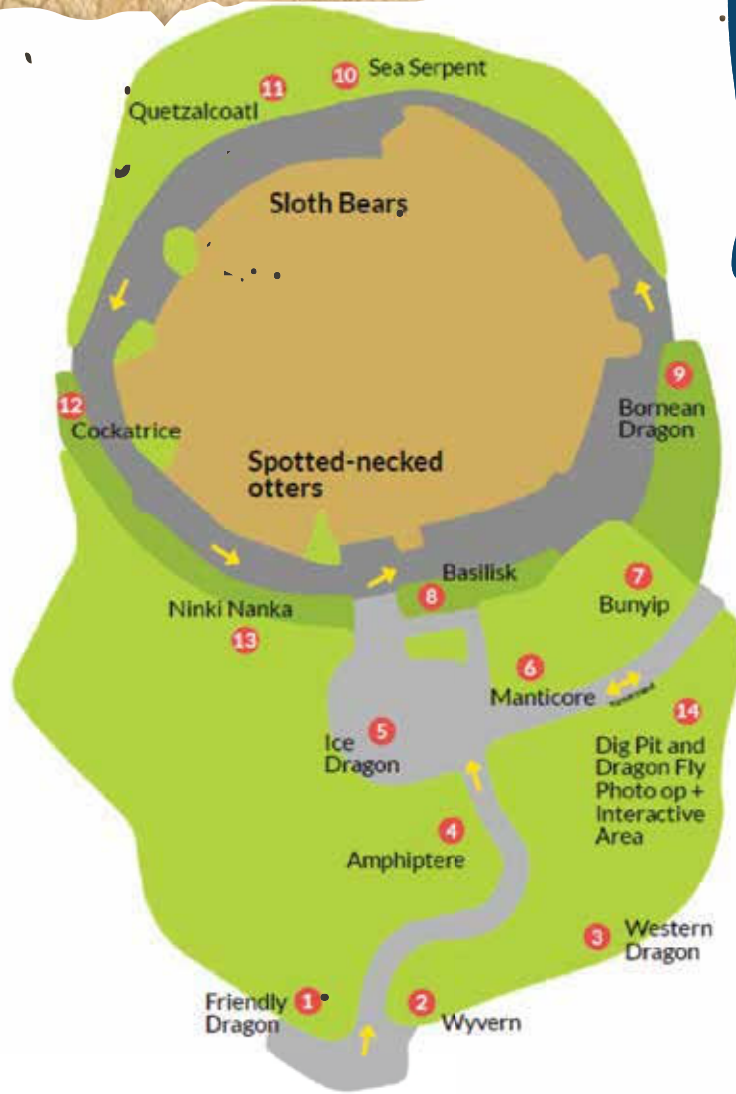 10 Sea Serpent
11
Quetzalcoatl
Sloth Bears
9
Bornean
Dragon
12
Cockatrice
Spotted-necked
otters
Basilisk
8
7
Bunyip
Ninki Nanka
13
6
Manticore
14
5
Ice
Dragon
Dig Pit and
Dragon Fly
Photo op +
Interactive
Area
4
Amphiptere
3 Western
Dragon
Friendly 1
Dragon
2
Wyvern